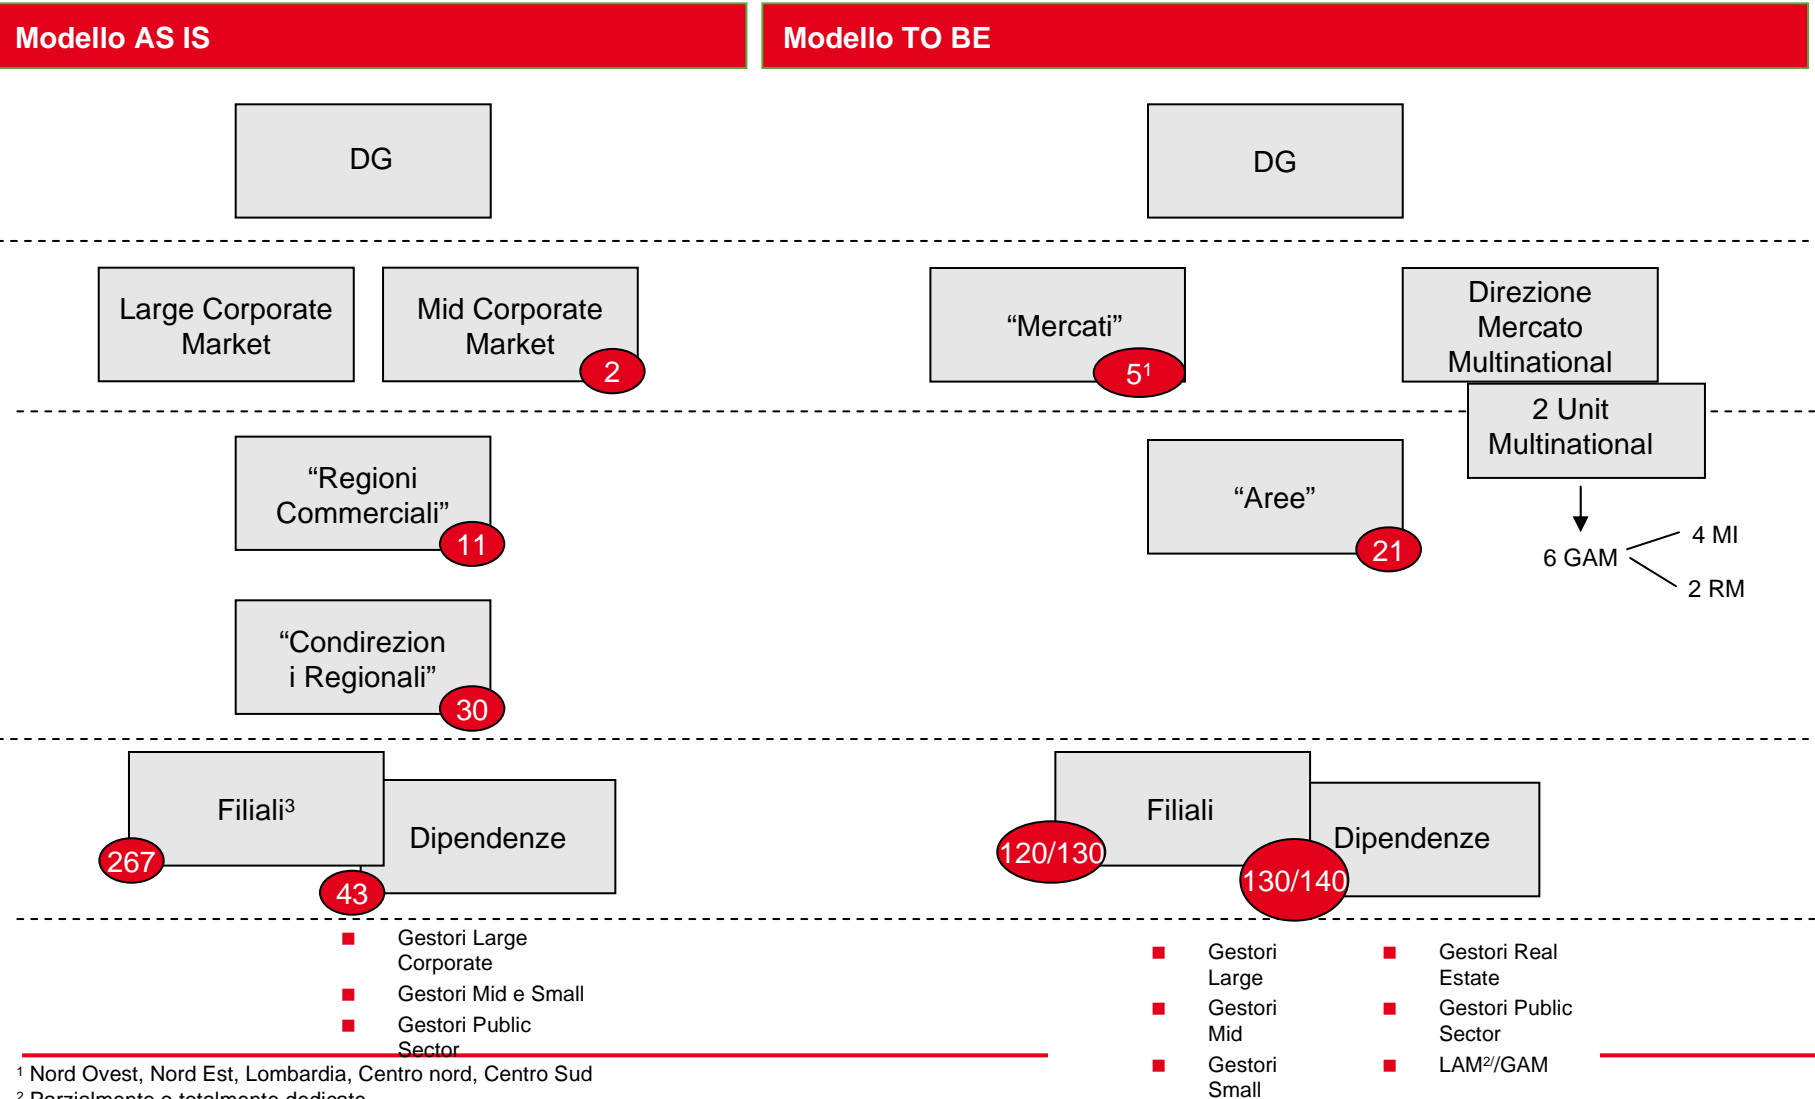 Modello AS IS
Modello TO BE
DG
DG
Large Corporate
Market
Mid Corporate
Market
2
“Mercati”
5¹
Direzione
Mercato
Multinational
2 Unit
Multinational
“Regioni
Commerciali”
11
“Aree”
21
6 GAM
4 MI
2 RM
“Condirezion
i Regionali”
30
Filiali³
267
Dipendenze
43
Filiali
120/130
Dipendenze
130/140
Gestori Large
Corporate
Gestori Mid e Small
Gestori Public
Sector
Gestori
Large
Gestori
Mid
Gestori
Small
Gestori Real
Estate
Gestori Public
Sector
LAM²//GAM
¹ Nord Ovest, Nord Est, Lombardia, Centro nord, Centro Sud
² Parzialmente o totalmente dedicate